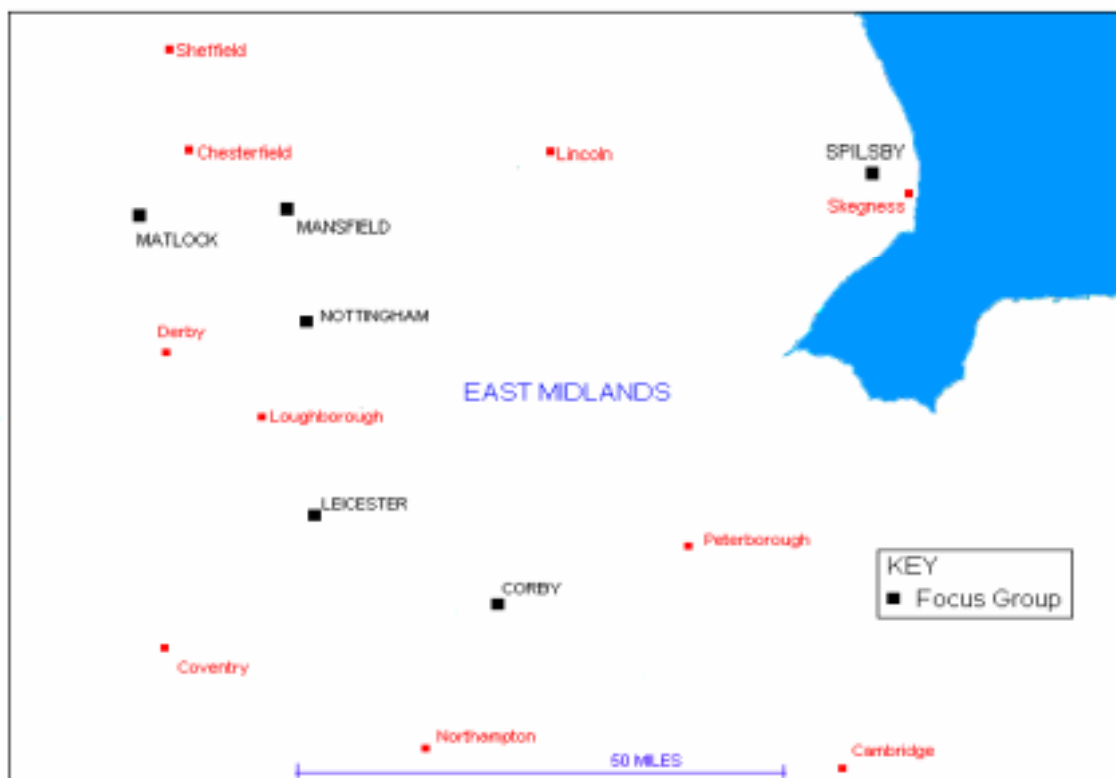 Sheffield
Chesterfield
Lincoln
SPILSBY
Skegness
MATLOCK
MANSFIELD
NOTTINGHAM
Derby
EAST MIDLANDS
Loughborough
LEICESTER
Peterborough
KEY
Focus Group
CORBY
Coventry
Northampton
50 MILES
Cambridge